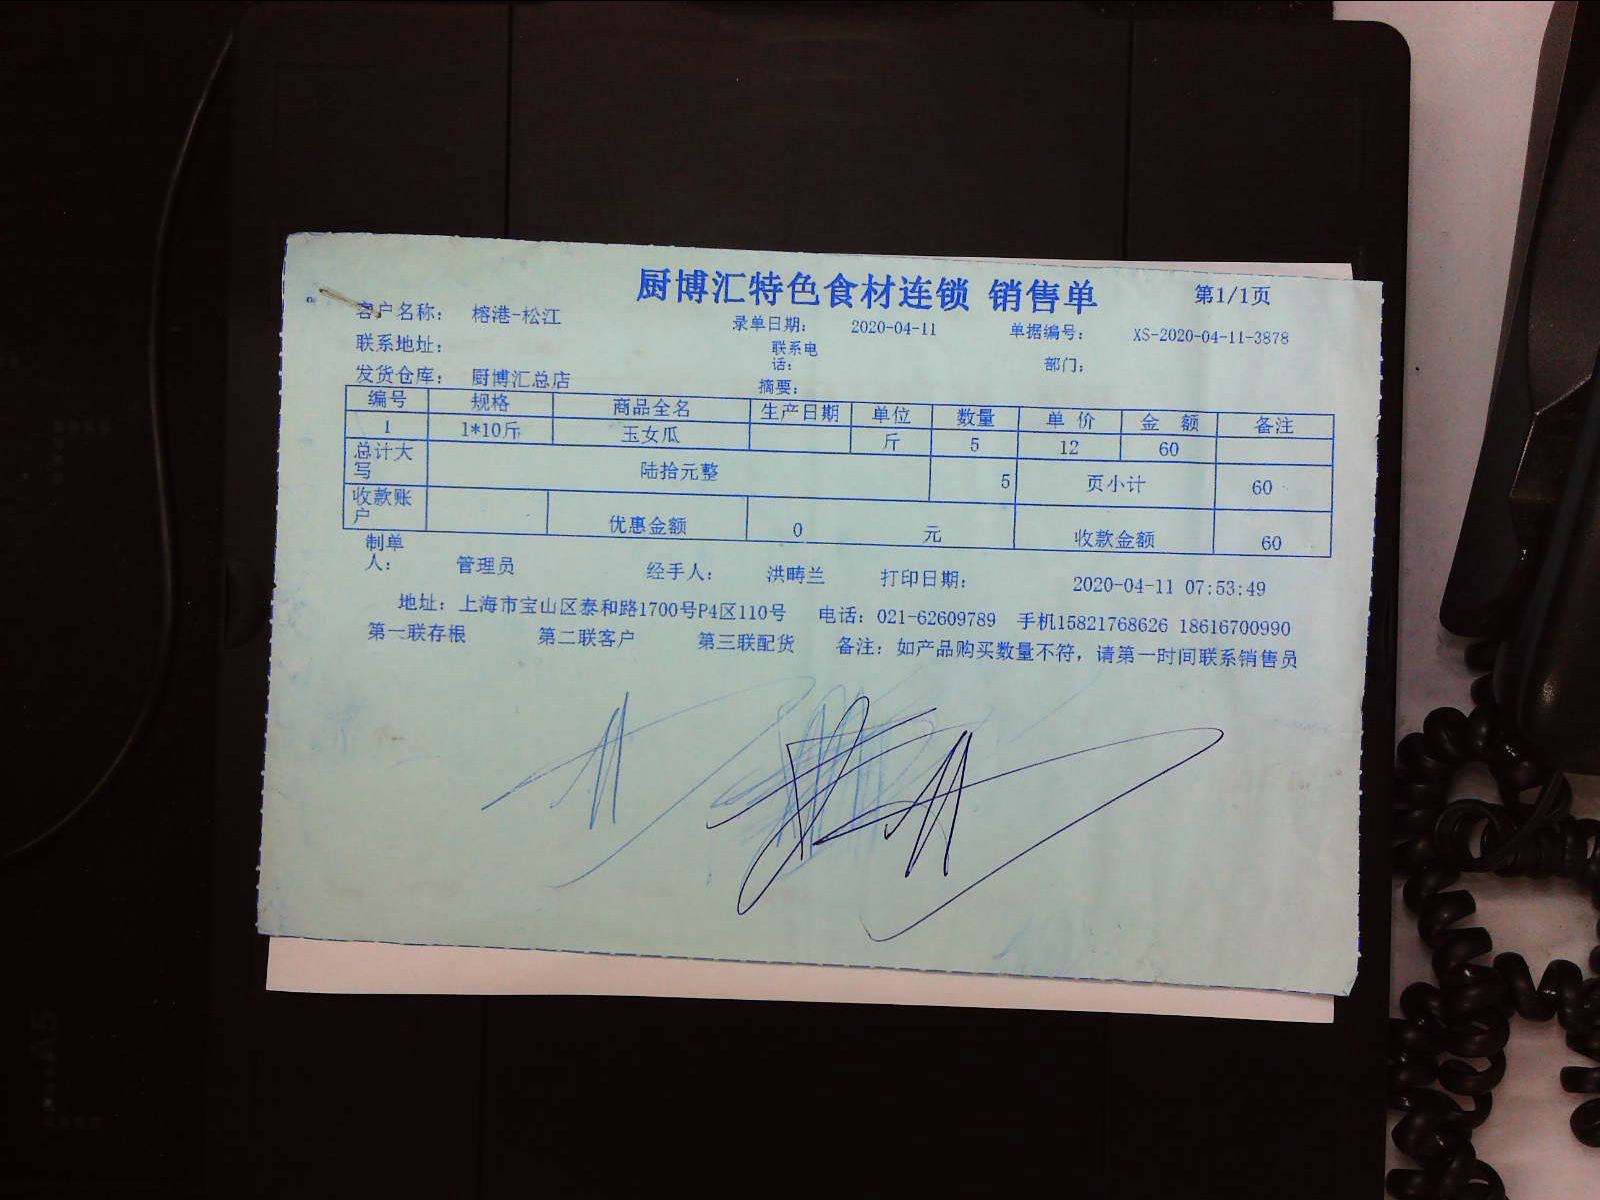 厨博汇特色食材连锁 销售单 第1/1页
客户名称： 榕港-松江 录单日期： 2020-04-11 单据编号： XS-2020-04-11-3878
联系地址： 联系电话： 部门：
发货仓库： 厨博汇总店 摘要：
编号 规格 商品全名 生产日期 单位 数量 单 价 金 额 备注
1 1*10斤 玉女瓜 斤 5 12 60
总计大写 陆拾元整 5 页小计 60
收款账户 优惠金额 0 元 收款金额 60
制单人： 管理员 经手人： 洪畴兰 打印日期： 2020-04-11 07:53:49
地址：上海市宝山区泰和路1700号P4区110号 电话：021-62609789 手机15821768626 18616700990
第一联存根 第二联客户 第三联配货 备注：如产品购买数量不符，请第一时间联系销售员